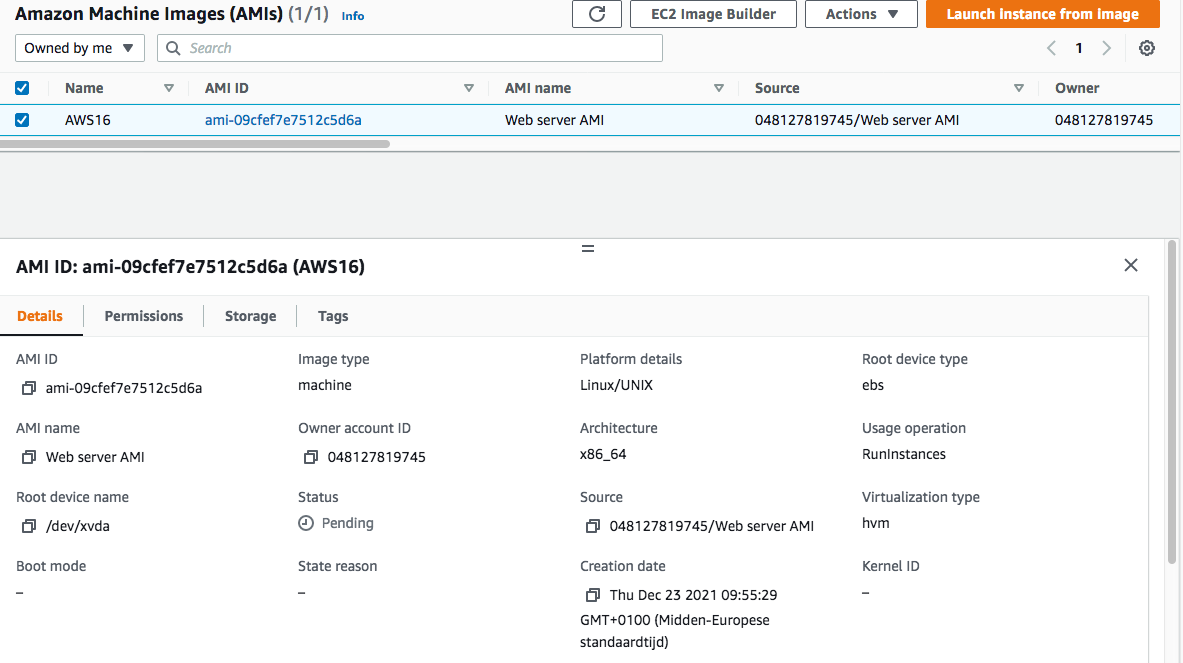 Amazon Machine Images (AMIs) (1/1) Info
EC2 Image Builder
Actions
Launch instance from image
Owned by me
Search
1
Name AMI ID AMI name Source Owner
AWS16 ami-09cfef7e7512c5d6a Web server AMI 048127819745/Web server AMI 048127819745
AMI ID: ami-09cfef7e7512c5d6a (AWS16)
Details Permissions Storage Tags
AMI ID Image type Platform details Root device type
ami-09cfef7e7512c5d6a machine Linux/UNIX ebs
AMI name Owner account ID Architecture Usage operation
Web server AMI 048127819745 x86_64 RunInstances
Root device name Status Source Virtualization type
/dev/xvda Pending 048127819745/Web server AMI hvm
Boot mode State reason Creation date Kernel ID
– – Thu Dec 23 2021 09:55:29 –
GMT+0100 (Midden-Europese
standaardtijd)